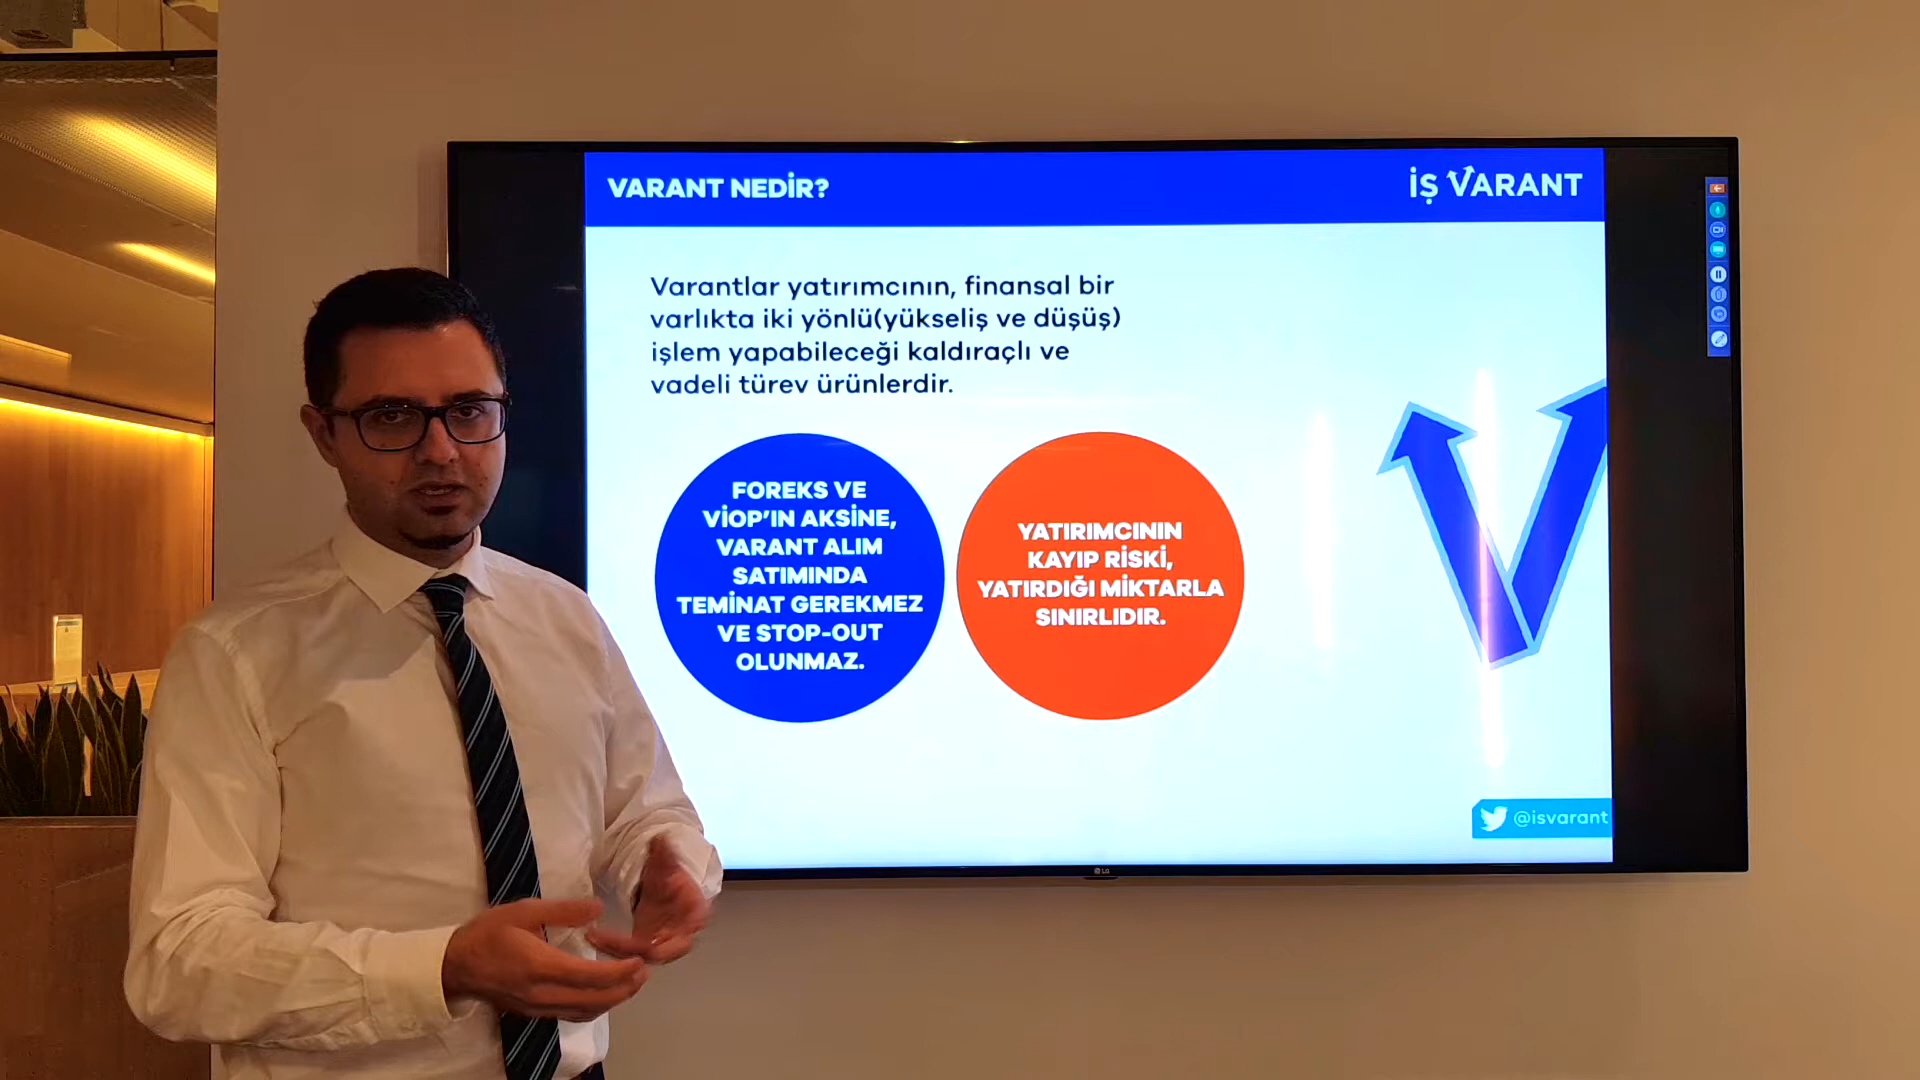 VARANT NEDİR?
İŞ VARANT
Varantlar yatırımcının, finansal bir
varlıkta iki yönlü(yükseliş ve düşüş)
işlem yapabileceği kaldıraçlı ve
vadeli türev ürünlerdir.
FOREKS VE
VİOP'IN AKSİNE,
VARANT ALIM
SATIMINDA
TEMİNAT GEREKMEZ
VE STOP-OUT
OLUNMAZ.
YATIRIMCININ
KAYIP RİSKİ,
YATIRDIĞI MİKTARLA
SINIRLIDIR.
@isvarant
LG